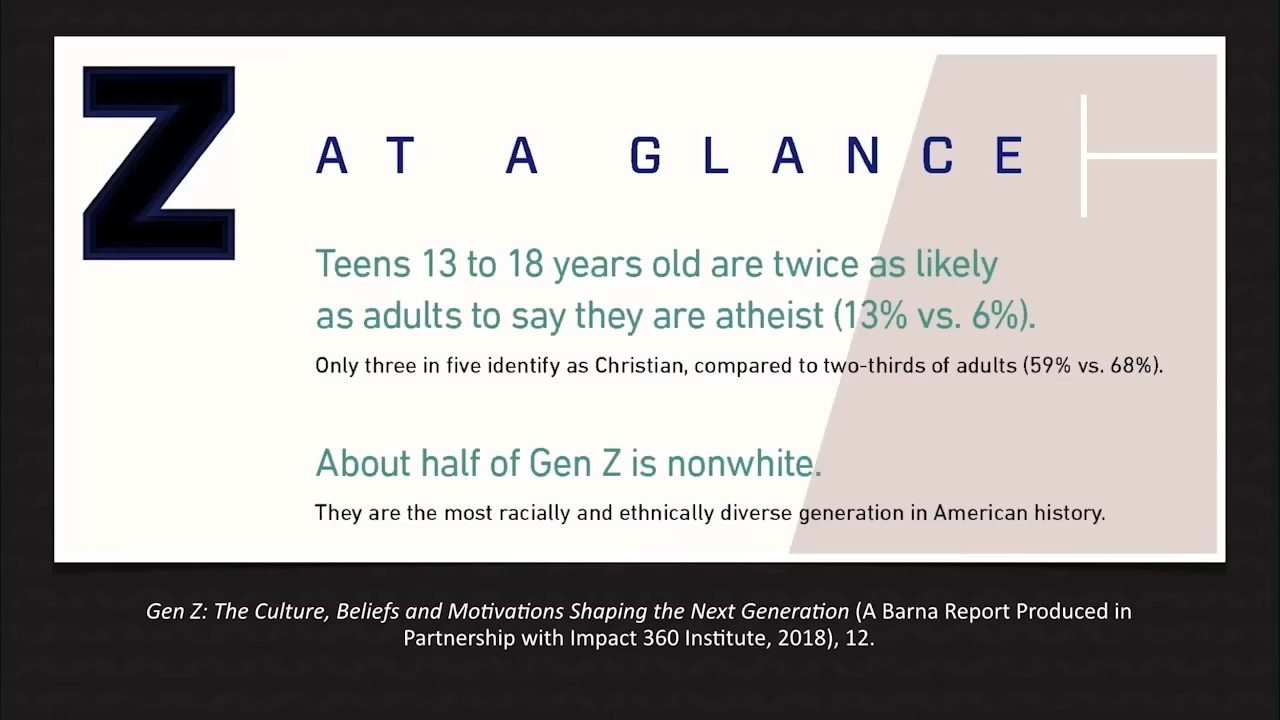 Z
AT A GLANCE
Teens 13 to 18 years old are twice as likely
as adults to say they are atheist (13% vs. 6%).
Only three in five identify as Christian, compared to two-thirds of adults (59% vs. 68%).
About half of Gen Z is nonwhite.
They are the most racially and ethnically diverse generation in American history.
Gen Z: The Culture, Beliefs and Motivations Shaping the Next Generation (A Barna Report Produced in
Partnership with Impact 360 Institute, 2018), 12.